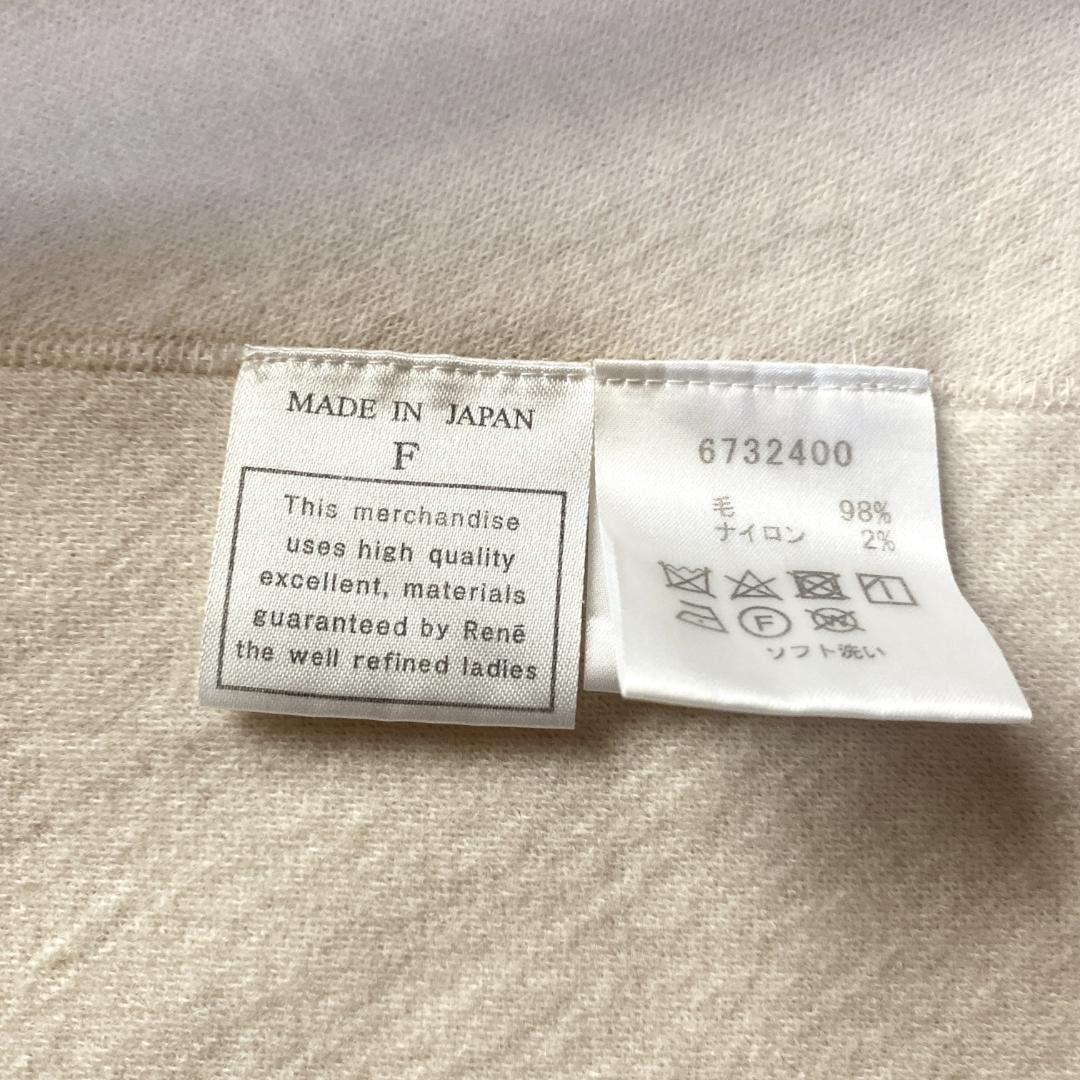 MADE IN JAPAN
F
This merchandise
uses high quality
excellent, materials
guaranteed by Renē
the well refined ladies
6732400
毛 98%
ナイロン 2%
F
W
ソフト洗い